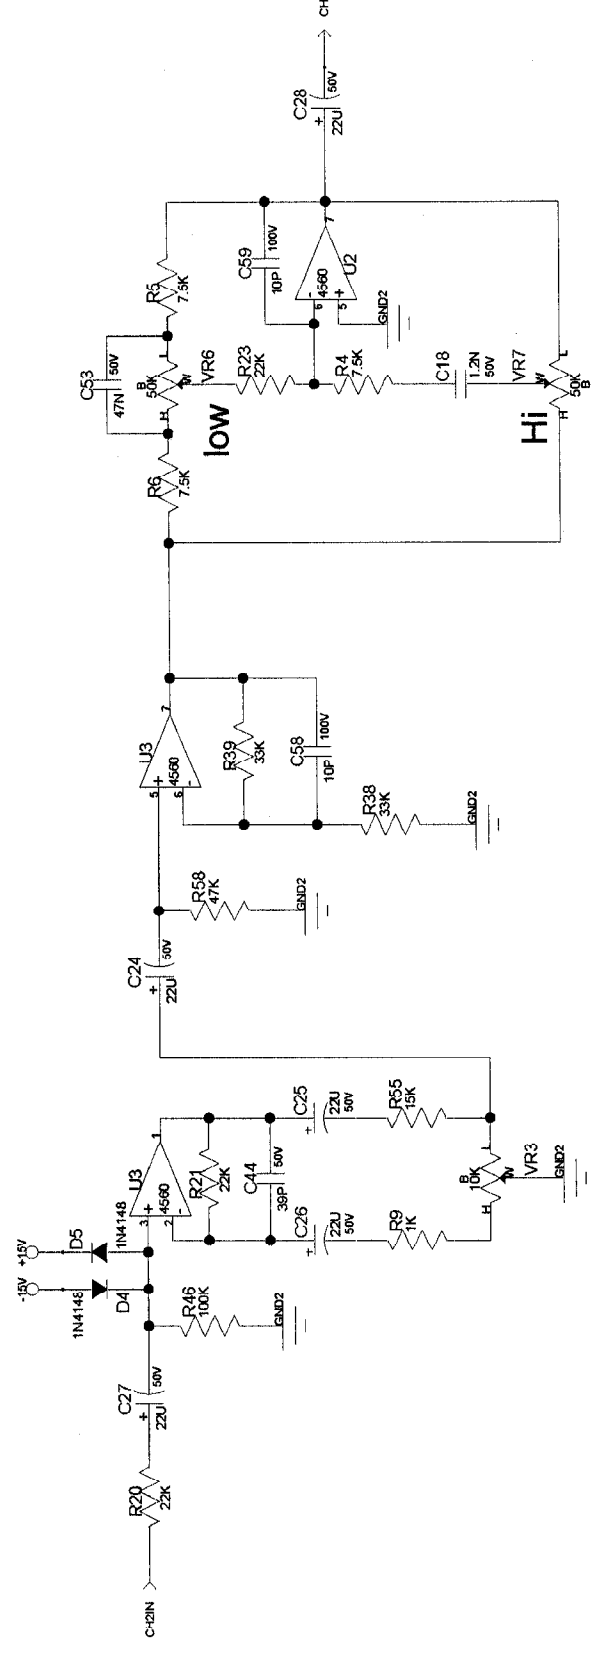 CH2IN
R20
22K
C27
50V
+
22U
-15V
+15V
1N4148
D4
D5
1N4148
R46
100K
GND2
U3
4560
3
+
2
-
1
R21
22K
C44
50V
39P
C26
+
22U
50V
R9
1K
C25
+
22U
50V
R55
15K
H
B
10K
W
L
VR3
GND2
C24
50V
+
22U
R58
47K
GND2
U3
4560
5
+
6
-
7
R39
33K
C58
100V
10P
R38
33K
GND2
R6
7.5K
C53
50V
47N
H
B
50K
W
L
VR6
low
R5
7.5K
R23
22K
R4
7.5K
C18
1.2N
50V
VR7
Hi
H
W
50K
B
L
C59
100V
10P
U2
4560
6
-
5
+
7
GND2
C28
50V
+
22U
CH